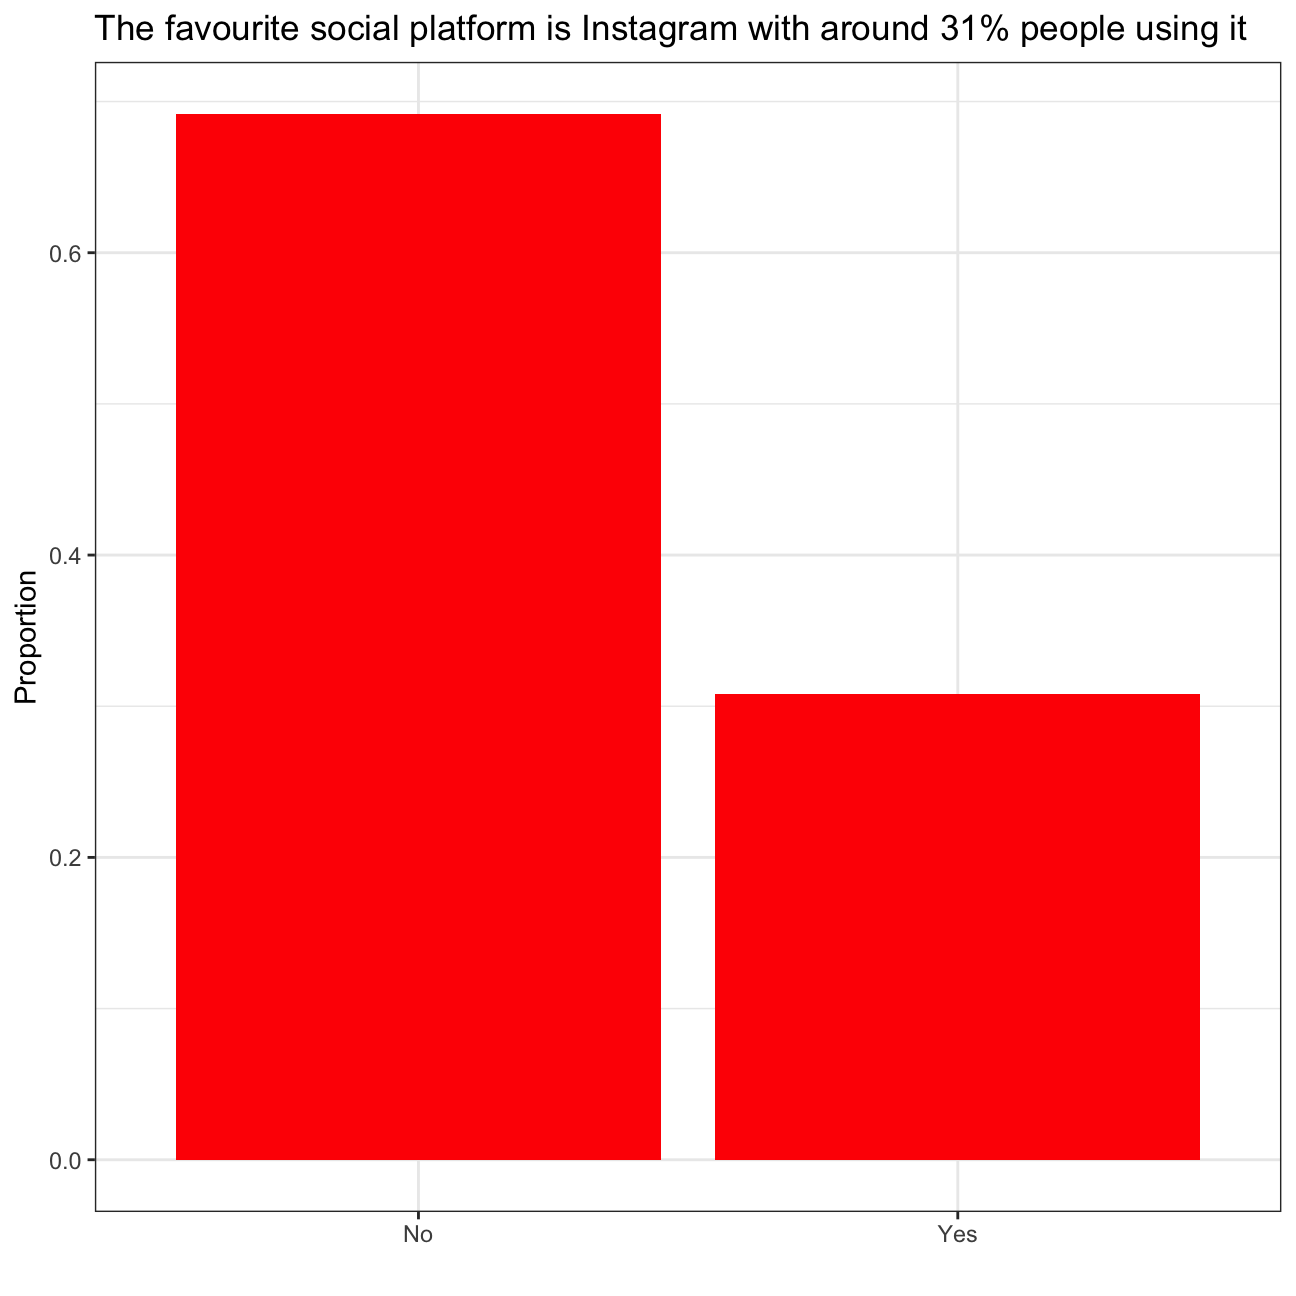 The favourite social platform is Instagram with around 31% people using it
Proportion
0.6
0.4
0.2
0.0
No
Yes